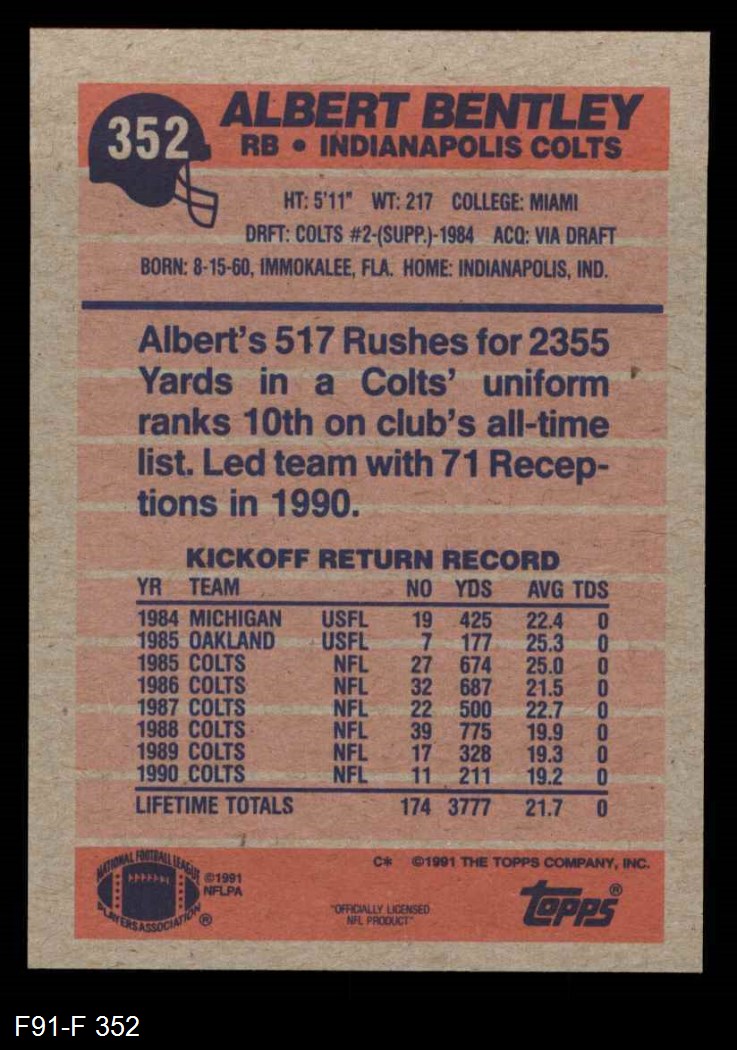 352
ALBERT BENTLEY
RB • INDIANAPOLIS COLTS
HT: 5'11" WT: 217 COLLEGE: MIAMI
DRFT: COLTS #2-(SUPP.)-1984 ACQ: VIA DRAFT
BORN: 8-15-60, IMMOKALEE, FLA. HOME: INDIANAPOLIS, IND.
Albert's 517 Rushes for 2355
Yards in a Colts' uniform
ranks 10th on club's all-time
list. Led team with 71 Recep-
tions in 1990.
KICKOFF RETURN RECORD
YR TEAM NO YDS AVG TDS
1984 MICHIGAN USFL 19 425 22.4 0
1985 OAKLAND USFL 7 177 25.3 0
1985 COLTS NFL 27 674 25.0 0
1986 COLTS NFL 32 687 21.5 0
1987 COLTS NFL 22 500 22.7 0
1988 COLTS NFL 39 775 19.9 0
1989 COLTS NFL 17 328 19.3 0
1990 COLTS NFL 11 211 19.2 0
LIFETIME TOTALS 174 3777 21.7 0
NATIONAL FOOTBALL LEAGUE
PLAYERS ASSOCIATION ®
©1991
NFLPA
C* ©1991 THE TOPPS COMPANY, INC.
"OFFICIALLY LICENSED
NFL PRODUCT"
topps®
F91-F 352